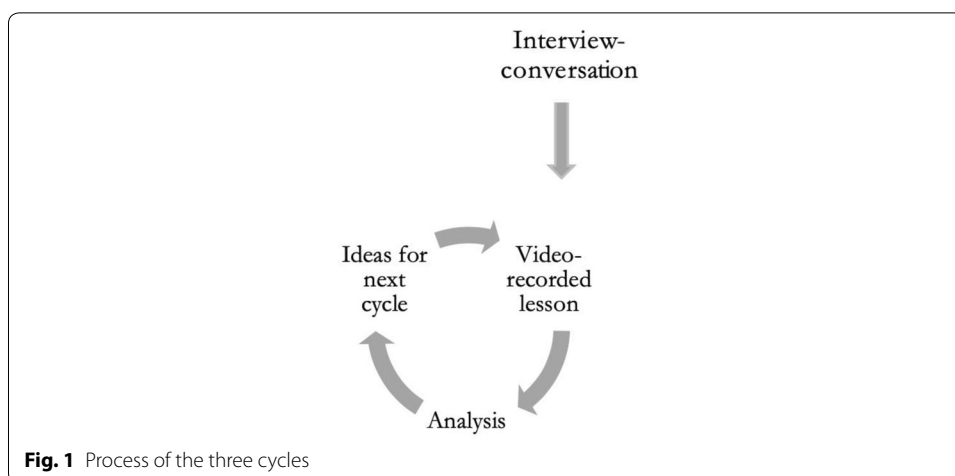 Interview-
conversation
Ideas for
next
cycle
Video-
recorded
lesson
Analysis
Fig. 1 Process of the three cycles